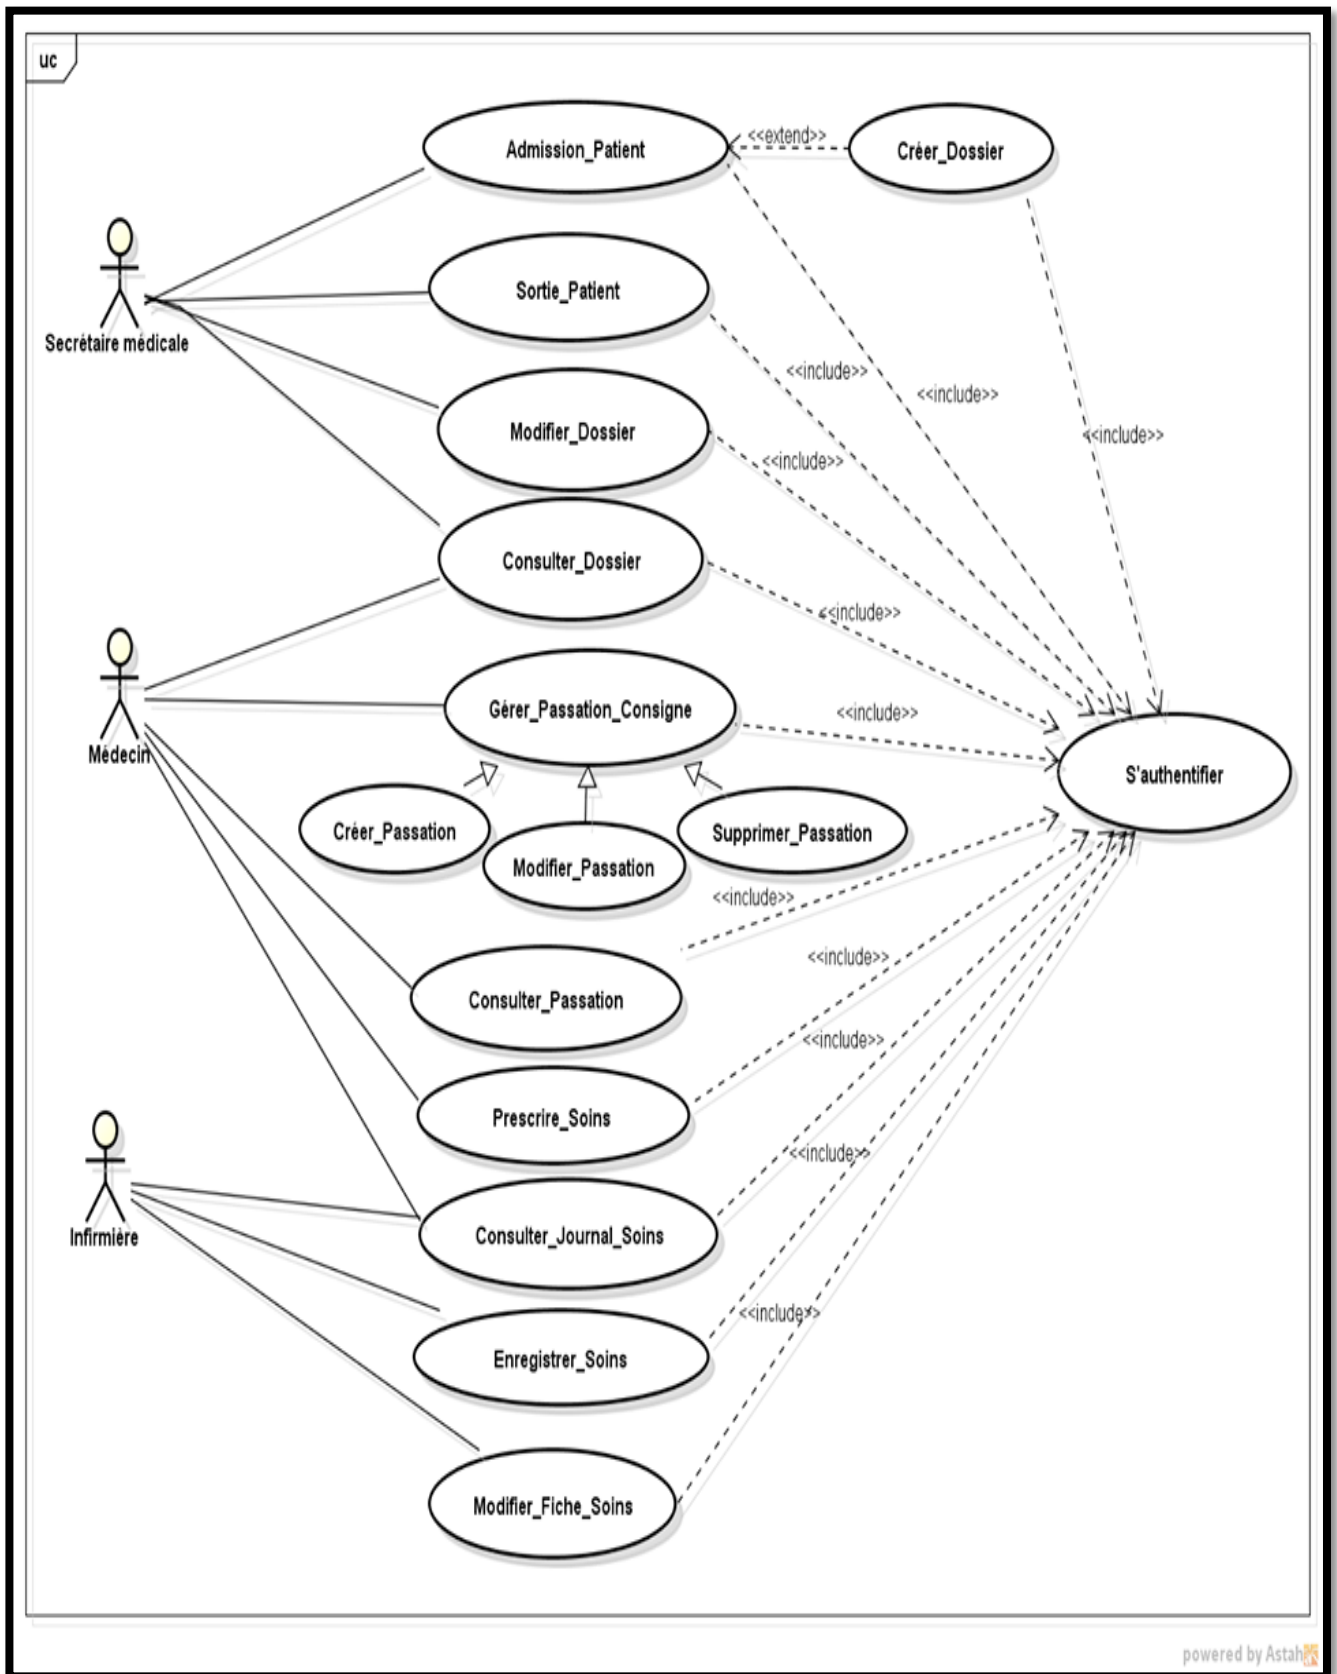 uc
Admission_Patient
<<extend>>
Créer_Dossier
Sortie_Patient
Secrétaire médicale
<<include>>
<<include>>
<<include>>
Modifier_Dossier
<<include>>
Consulter_Dossier
<<include>>
Médecin
Gérer_Passation_Consigne
<<include>>
S'authentifier
Créer_Passation
Modifier_Passation
Supprimer_Passation
<<include>>
Consulter_Passation
<<include>>
Prescrire_Soins
<<include>>
Infirmière
Consulter_Journal_Soins
<<include>>
Enregistrer_Soins
<<include>>
Modifier_Fiche_Soins
powered by Astah